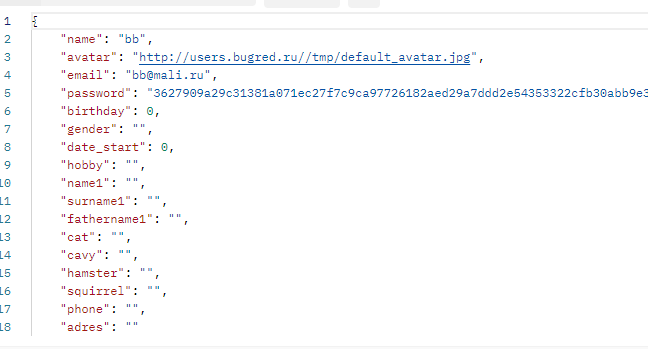 1 {
2 "name": "bb",
3 "avatar": "http://users.bugred.ru//tmp/default_avatar.jpg",
4 "email": "bb@mali.ru",
5 "password": "3627909a29c31381a071ec27f7c9ca97726182aed29a7ddd2e54353322cfb30abb9e3
6 "birthday": 0,
7 "gender": "",
8 "date_start": 0,
9 "hobby": "",
10 "name1": "",
11 "surname1": "",
12 "fathername1": "",
13 "cat": "",
14 "cavy": "",
15 "hamster": "",
16 "squirrel": "",
17 "phone": "",
18 "adres": ""